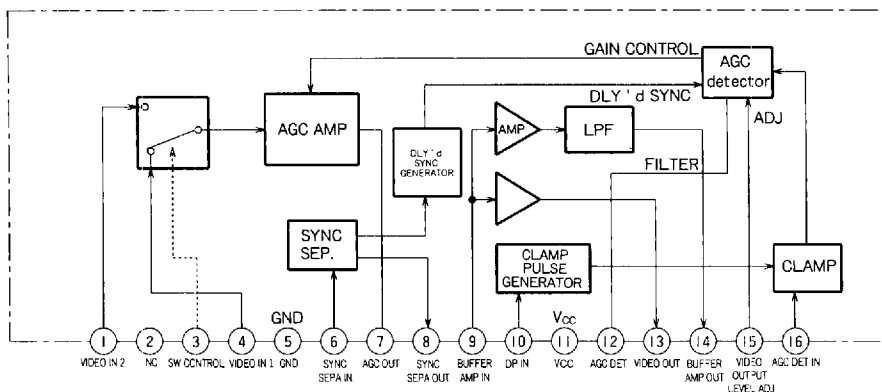 GAIN CONTROL
AGC
detector
DLY'd SYNC
ADJ
AGC AMP
AMP
LPF
DLY'd
SYNC
GENERATOR
FILTER
SYNC
SEP.
CLAMP
PULSE
GENERATOR
CLAMP
GND
Vcc
1 2 3 4 5 6 7 8 9 10 11 12 13 14 15 16
VIDEO IN 2
NC
SW CONTROL
VIDEO IN 1
GND
SYNC
SEPA IN
AGC OUT
SYNC
SEPA OUT
BUFFER
AMP IN
DP IN
VCC
AGC DET
VIDEO OUT
BUFFER
AMP OUT
VIDEO
OUTPUT
LEVEL ADJ
AGC DET IN